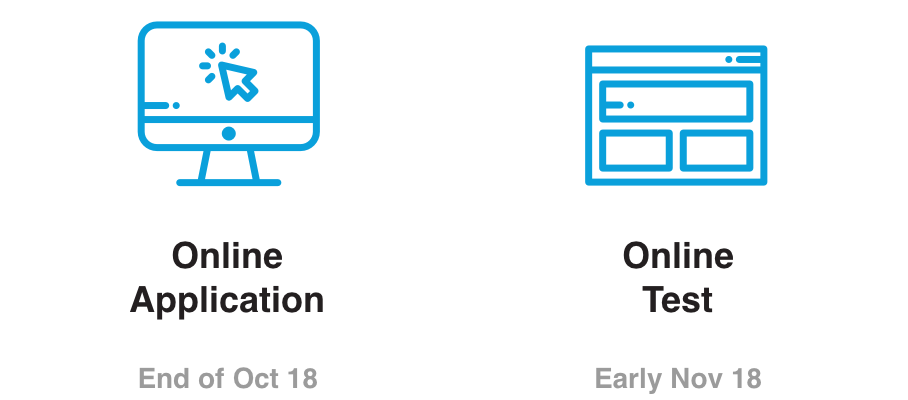 Online
Application
End of Oct 18
Online
Test
Early Nov 18